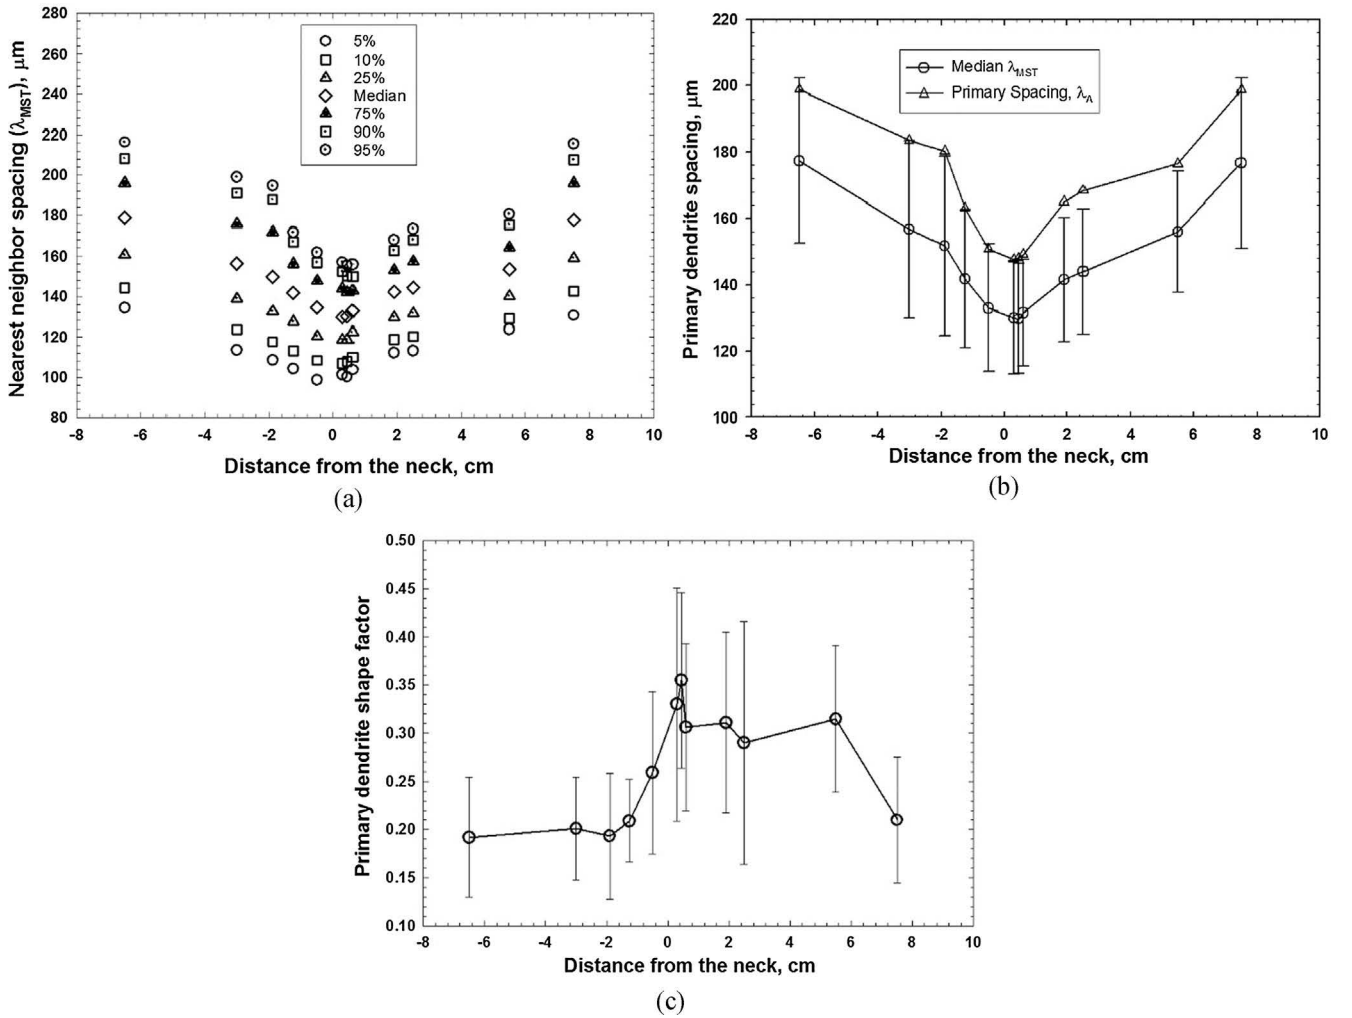 Nearest neighbor spacing (λMST), μm
280
260
240
220
200
180
160
140
120
100
80
5%
10%
25%
Median
75%
90%
95%
-8 -6 -4 -2 0 2 4 6 8 10
Distance from the neck, cm
(a)
Primary dendrite spacing, μm
220
200
180
160
140
120
100
Median λMST
Primary Spacing, λA
-8 -6 -4 -2 0 2 4 6 8 10
Distance from the neck, cm
(b)
Primary dendrite shape factor
0.50
0.45
0.40
0.35
0.30
0.25
0.20
0.15
0.10
-8 -6 -4 -2 0 2 4 6 8 10
Distance from the neck, cm
(c)